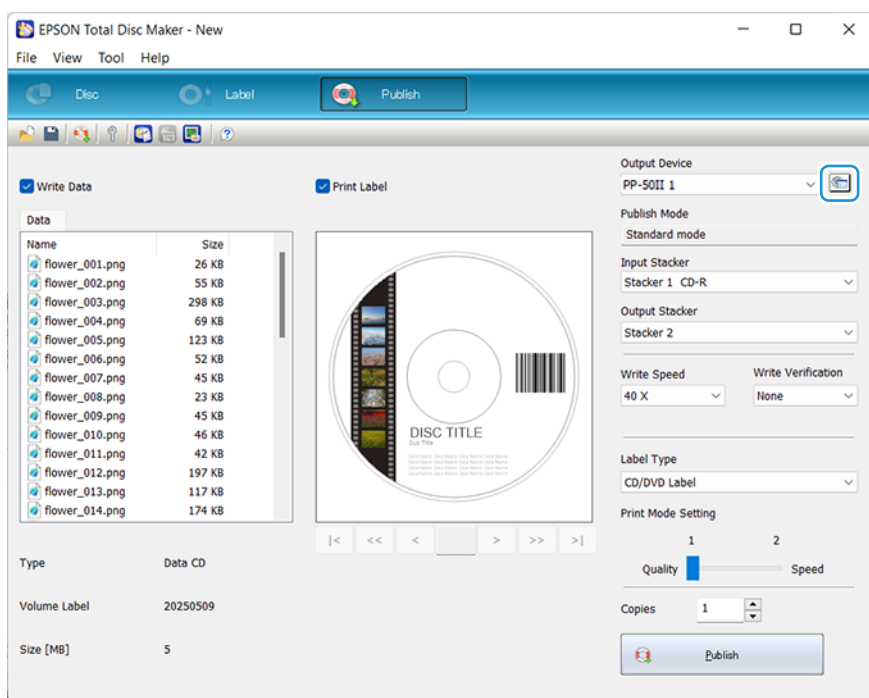 EPSON Total Disc Maker - New
File View Tool Help
Disc Label Publish
Write Data
Print Label
Data
Name Size
flower_001.png 26 KB
flower_002.png 55 KB
flower_003.png 298 KB
flower_004.png 69 KB
flower_005.png 123 KB
flower_006.png 52 KB
flower_007.png 45 KB
flower_008.png 23 KB
flower_009.png 45 KB
flower_010.png 46 KB
flower_011.png 42 KB
flower_012.png 197 KB
flower_013.png 117 KB
flower_014.png 174 KB
Type Data CD
Volume Label 20250509
Size [MB] 5
DISC TITLE
Sub Title
|< << < > >> >|
Output Device
PP-50II 1
Publish Mode
Standard mode
Input Stacker
Stacker 1 CD-R
Output Stacker
Stacker 2
Write Speed Write Verification
40 X None
Label Type
CD/DVD Label
Print Mode Setting
1 2
Quality Speed
Copies 1
Publish